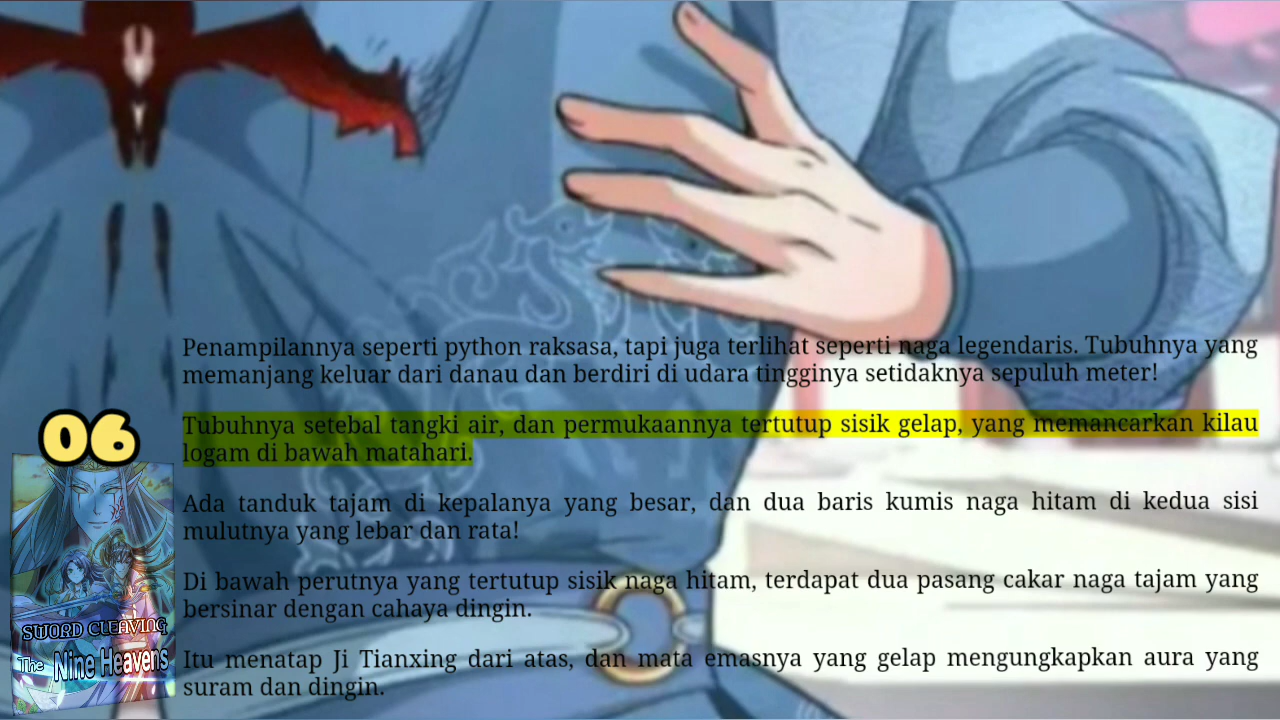 Penampilannya seperti python raksasa, tapi juga terlihat seperti naga legendaris. Tubuhnya yang
memanjang keluar dari danau dan berdiri di udara tingginya setidaknya sepuluh meter!
Tubuhnya setebal tangki air, dan permukaannya tertutup sisik gelap, yang memancarkan kilau
logam di bawah matahari.
Ada tanduk tajam di kepalanya yang besar, dan dua baris kumis naga hitam di kedua sisi
mulutnya yang lebar dan rata!
Di bawah perutnya yang tertutup sisik naga hitam, terdapat dua pasang cakar naga tajam yang
bersinar dengan cahaya dingin.
Itu menatap Ji Tianxing dari atas, dan mata emasnya yang gelap mengungkapkan aura yang
suram dan dingin.
06
SWORD CLEAVING
The Nine Heavens